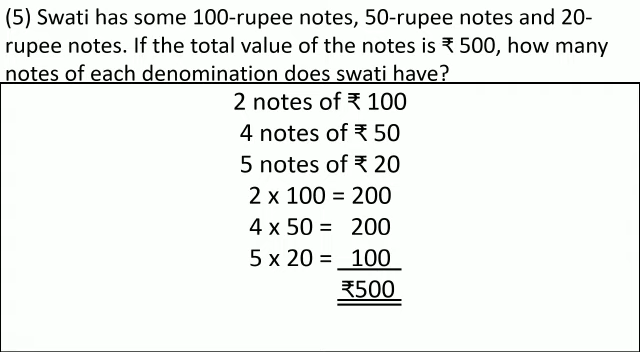 (5) Swati has some 100-rupee notes, 50-rupee notes and 20-
rupee notes. If the total value of the notes is ₹ 500, how many
notes of each denomination does swati have?
2 notes of ₹ 100
4 notes of ₹ 50
5 notes of ₹ 20
2 x 100 = 200
4 x 50 = 200
5 x 20 = 100
₹500